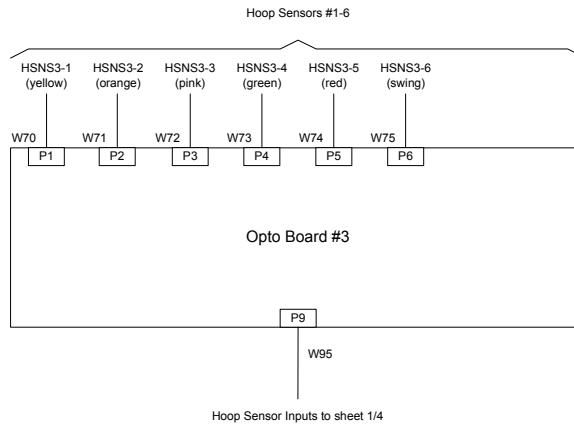 Hoop Sensors #1-6
HSNS3-1 HSNS3-2 HSNS3-3 HSNS3-4 HSNS3-5 HSNS3-6
(yellow) (orange) (pink) (green) (red) (swing)
W70 W71 W72 W73 W74 W75
P1 P2 P3 P4 P5 P6
Opto Board #3
P9
W95
Hoop Sensor Inputs to sheet 1/4